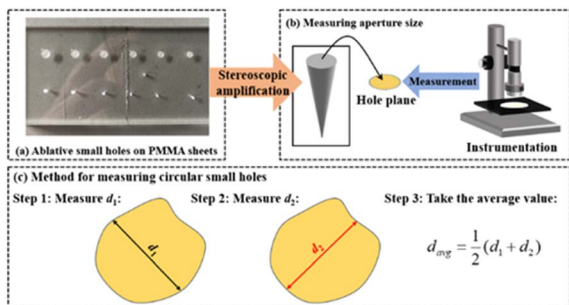 (b) Measuring aperture size
Stereoscopic
amplification
Hole plane
Measurement
(a) Ablative small holes on PMMA sheets
Instrumentation
(c) Method for measuring circular small holes
Step 1: Measure d₁:
Step 2: Measure d₂:
Step 3: Take the average value:
d₁
d₂
d_avg = 1/2 (d₁ + d₂)